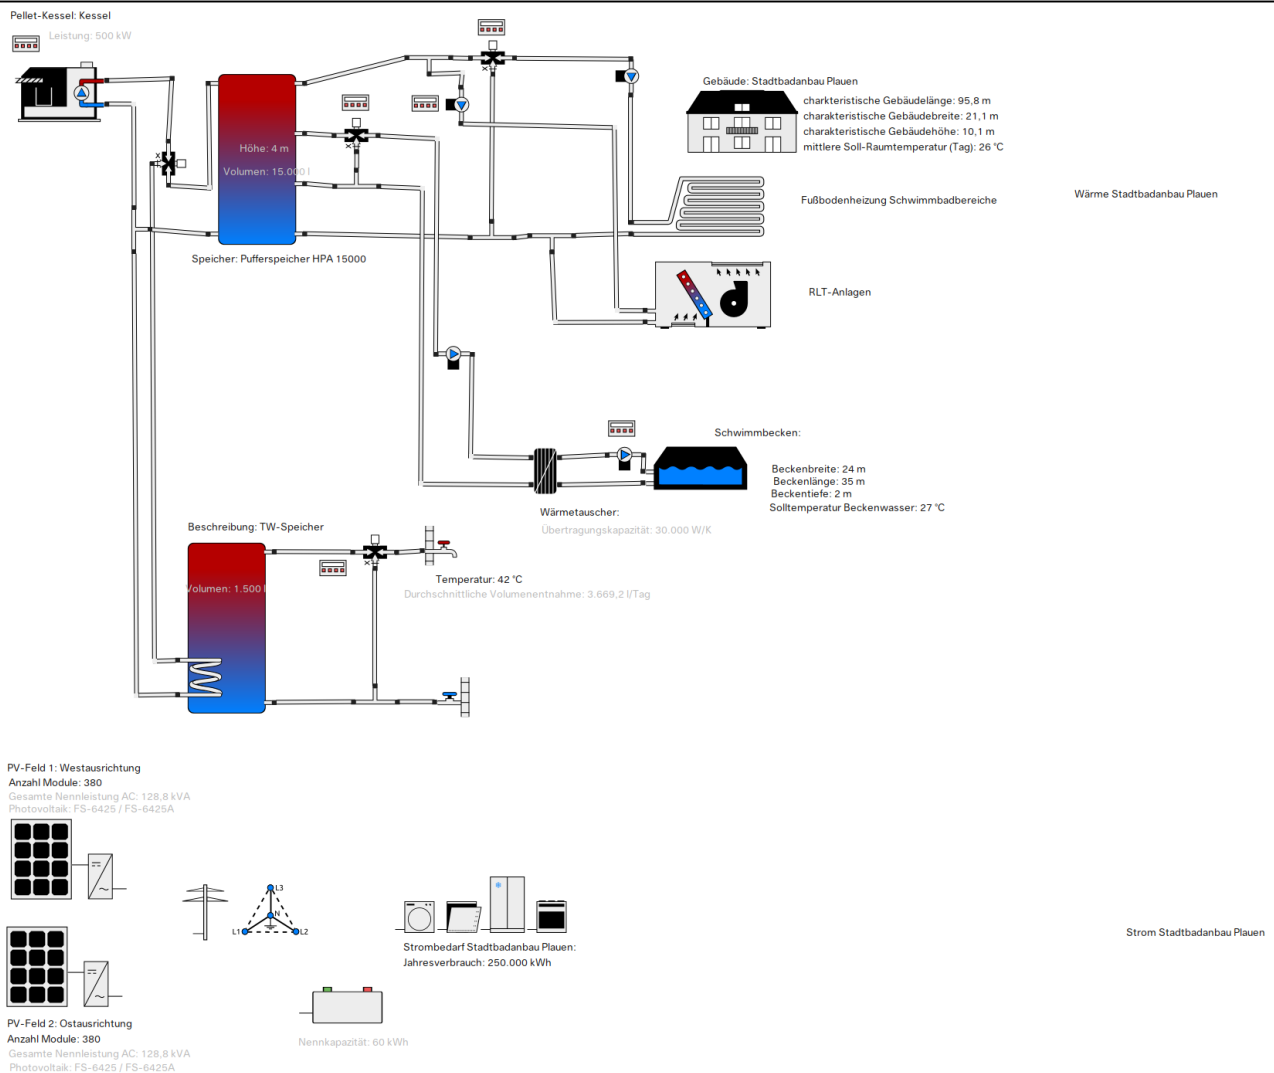 Pellet-Kessel: Kessel
Leistung: 500 kW
Gebäude: Stadtbadanbau Plauen
charkteristische Gebäudelänge: 95,8 m
charakteristische Gebäudebreite: 21,1 m
charakteristische Gebäudehöhe: 10,1 m
mittlere Soll-Raumtemperatur (Tag): 26 °C
Höhe: 4 m
Volumen: 15.000 l
Fußbodenheizung Schwimmbadbereiche
Wärme Stadtbadanbau Plauen
Speicher: Pufferspeicher HPA 15000
RLT-Anlagen
Schwimmbecken:
Beckenbreite: 24 m
Beckenlänge: 35 m
Beckentiefe: 2 m
Solltemperatur Beckenwasser: 27 °C
Wärmetauscher:
Übertragungskapazität: 30.000 W/K
Beschreibung: TW-Speicher
Volumen: 1.500 l
Temperatur: 42 °C
Durchschnittliche Volumenentnahme: 3.669,2 l/Tag
PV-Feld 1: Westausrichtung
Anzahl Module: 380
Gesamte Nennleistung AC: 128,8 kVA
Photovoltaik: FS-6425 / FS-6425A
L3
N
L1
L2
Strombedarf Stadtbadanbau Plauen:
Jahresverbrauch: 250.000 kWh
Strom Stadtbadanbau Plauen
PV-Feld 2: Ostausrichtung
Anzahl Module: 380
Gesamte Nennleistung AC: 128,8 kVA
Photovoltaik: FS-6425 / FS-6425A
Nennkapazität: 60 kWh